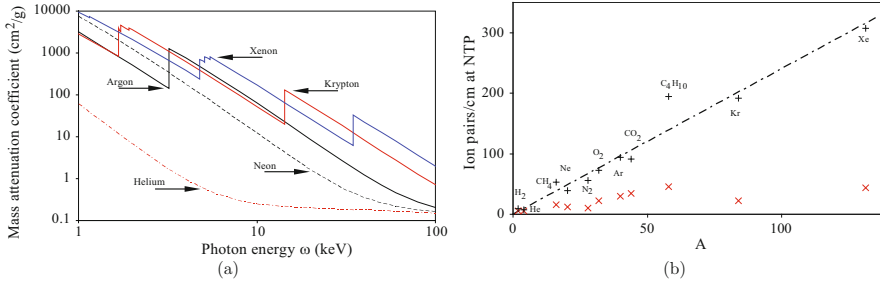 10000
1000
100
10
1
0.1
Mass attentuation coefficient (cm2/g)
Xenon
Argon
Krypton
Helium
Neon
1
10
100
Photon energy ω (keV)
(a)
300
200
100
0
Ion pairs/cm at NTP
Xe
C4H10
Kr
CO2
O2
Ar
Ne
CH4
N2
H2
He
0
50
100
A
(b)